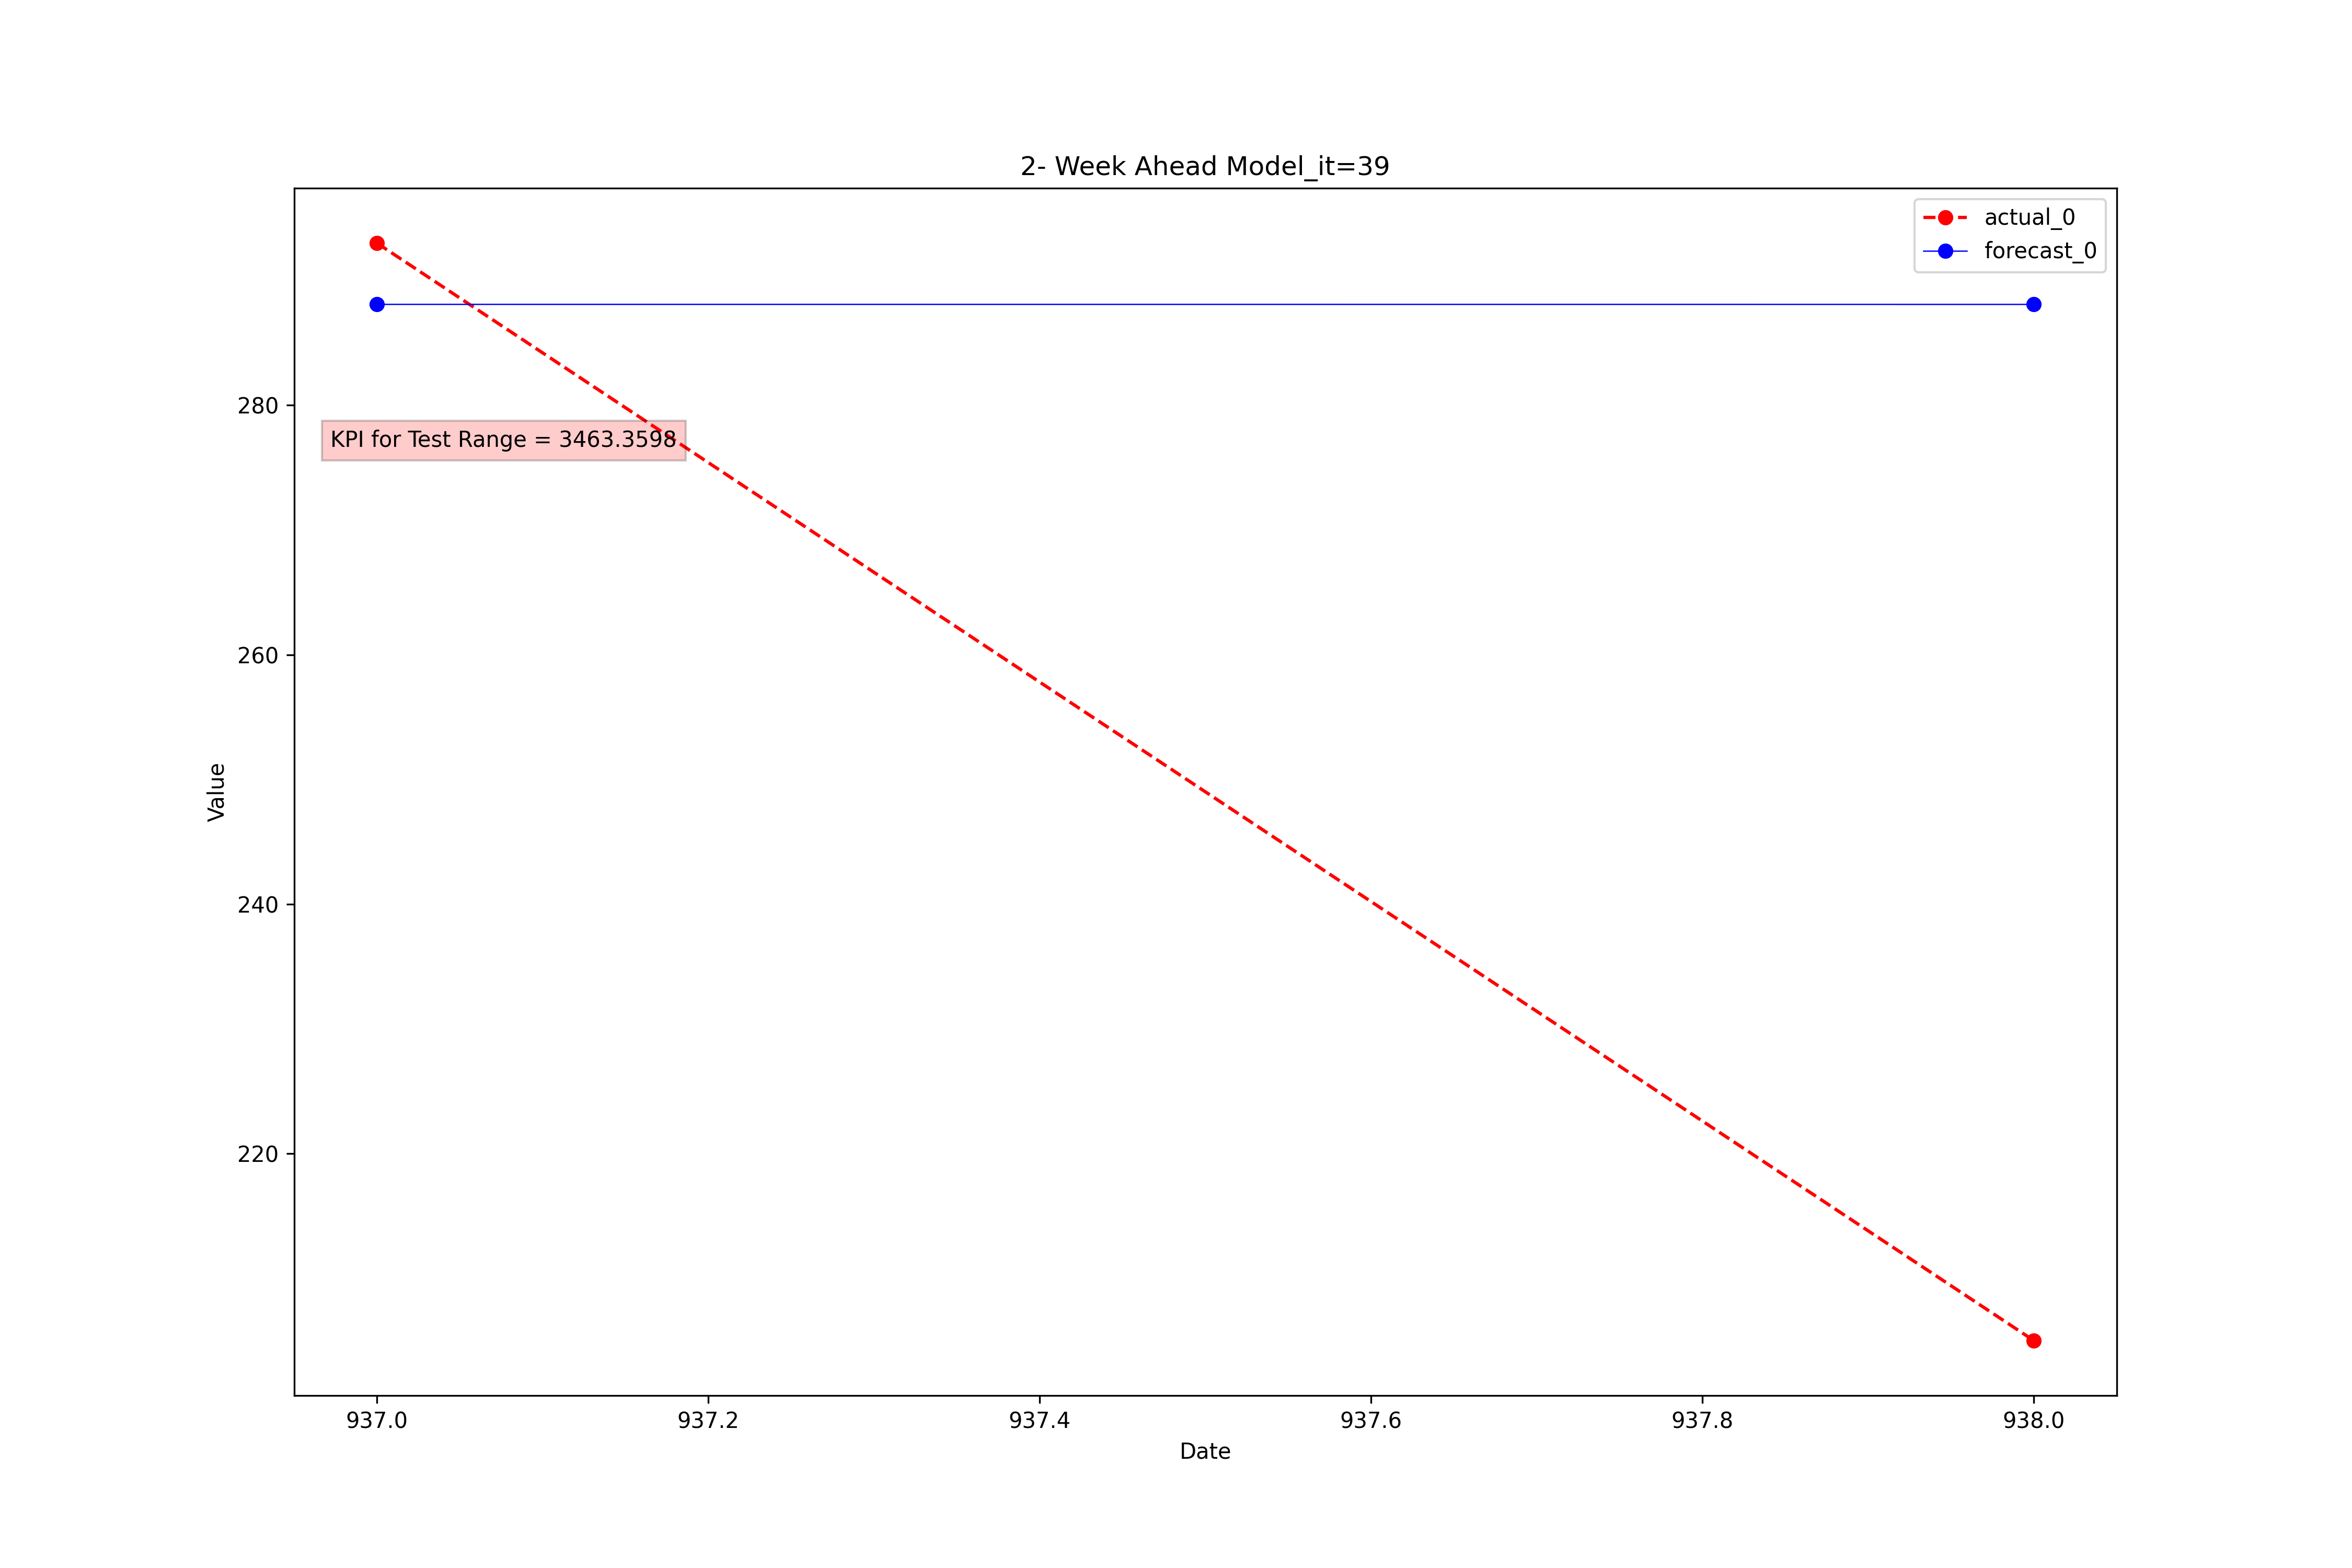 2- Week Ahead Model_it=39
actual_0
forecast_0
KPI for Test Range = 3463.3598
280
260
240
220
Value
937.0
937.2
937.4
937.6
937.8
938.0
Date